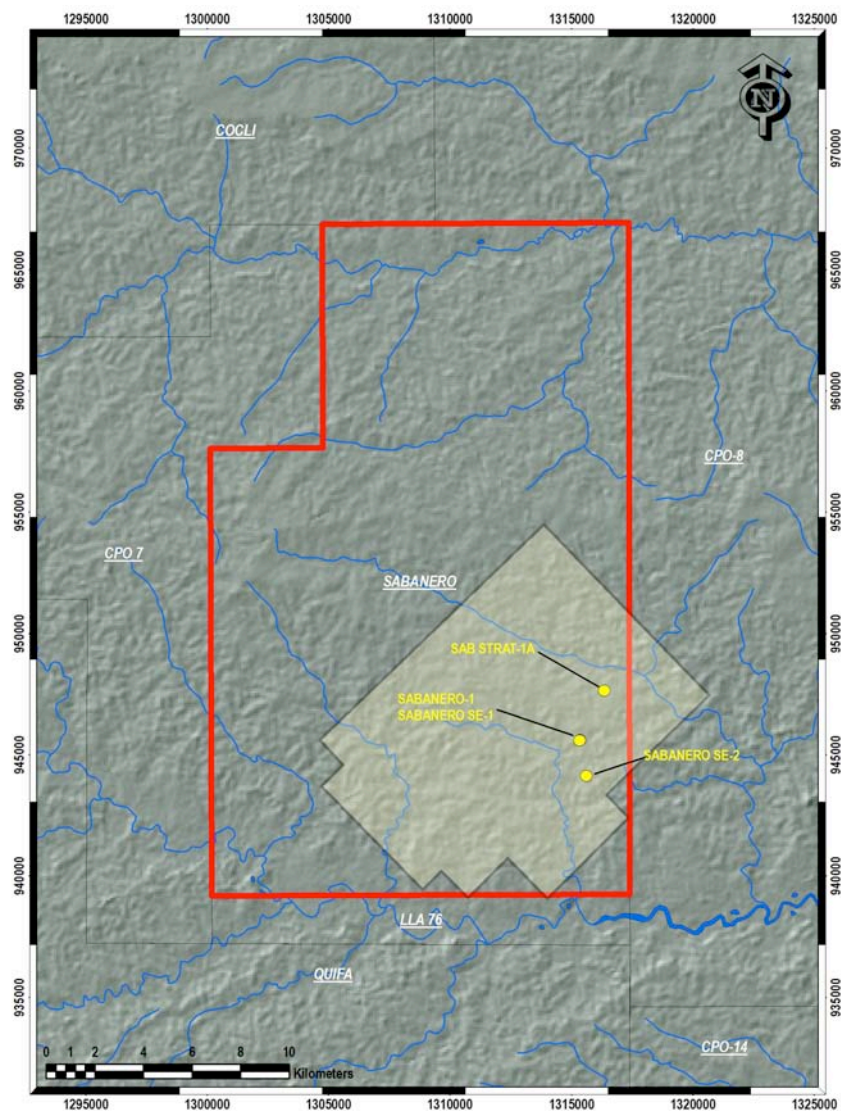 1295000 1300000 1305000 1310000 1315000 1320000 1325000
N
COCLI
970000 970000
965000 965000
960000 960000
CPO-8
955000 955000
CPO 7
SABANERO
950000 950000
SAB STRAT-1A
SABANERO-1
SABANERO SE-1
SABANERO SE-2
945000 945000
940000 940000
LLA 76
QUIFA
935000 935000
CPO-14
0 1 2 4 6 8 10
Kilometers
1295000 1300000 1305000 1310000 1315000 1320000 1325000